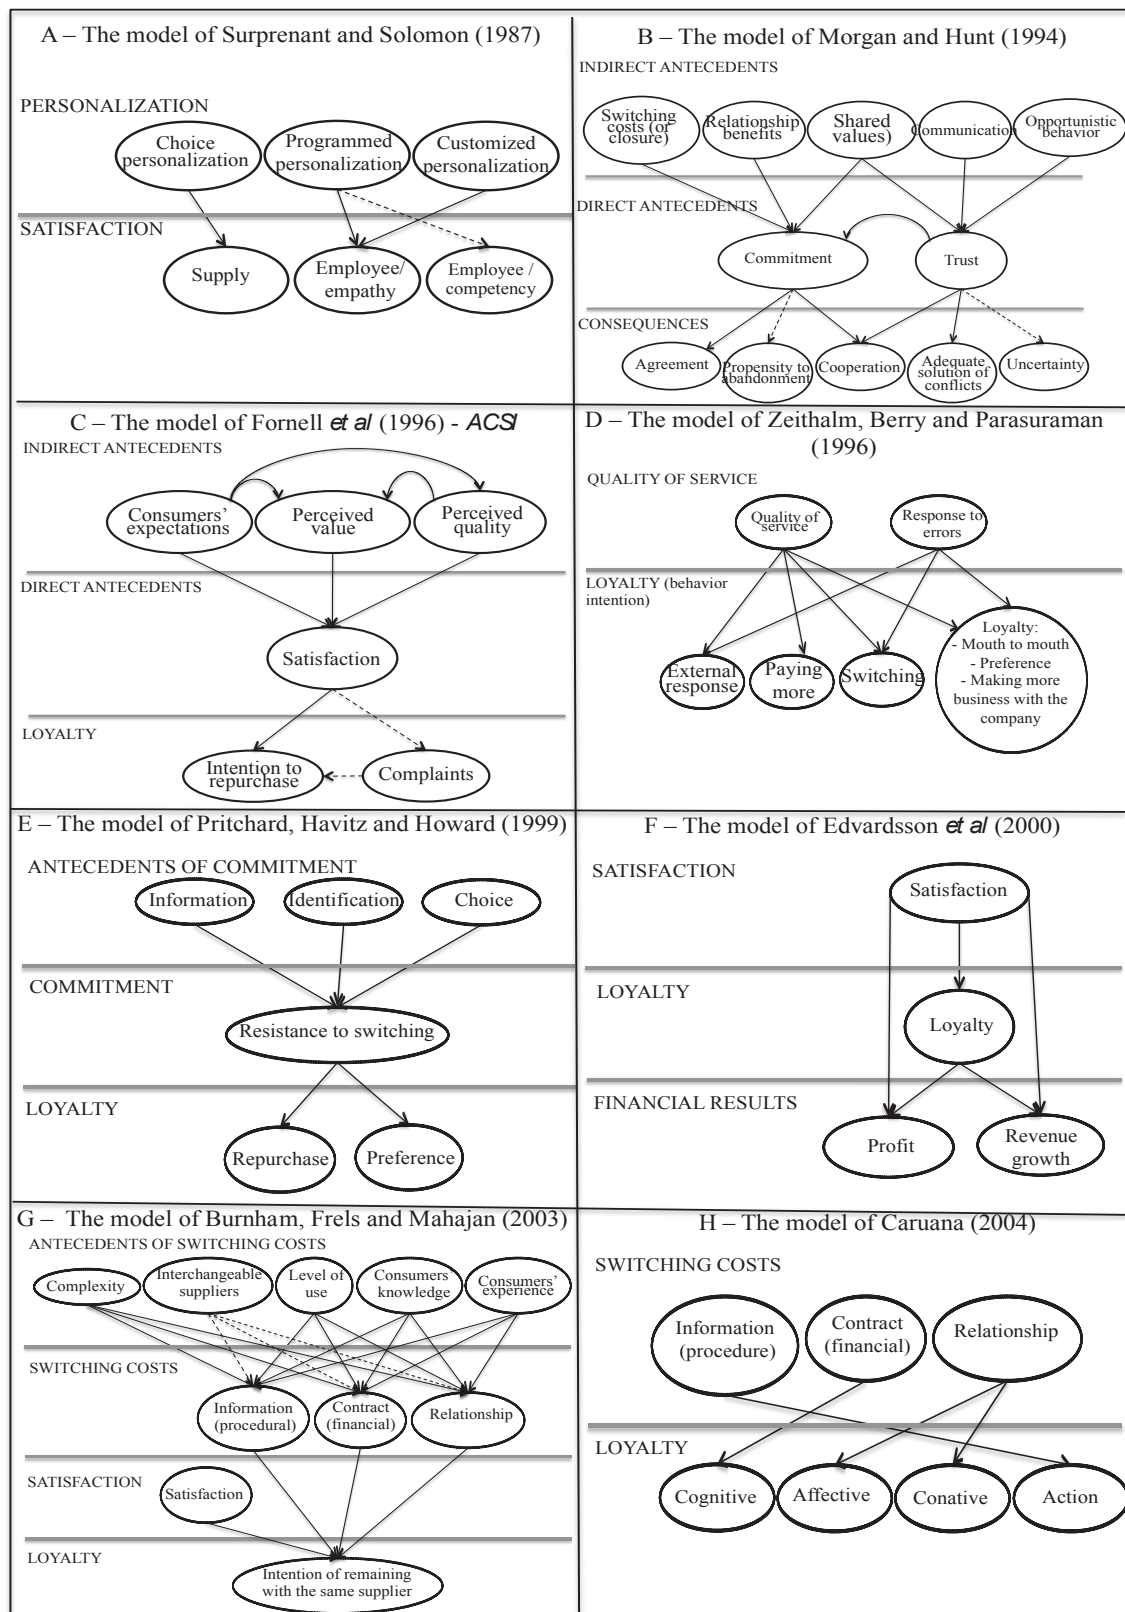 A – The model of Surprenant and Solomon (1987)
PERSONALIZATION
Choice
personalization
Programmed
personalization
Customized
personalization
SATISFACTION
Supply
Employee/
empathy
Employee /
competency
B – The model of Morgan and Hunt (1994)
INDIRECT ANTECEDENTS
Switching
costs (or
closure)
Relationship
benefits
Shared
values)
Communication
Opportunistic
behavior
DIRECT ANTECEDENTS
Commitment
Trust
CONSEQUENCES
Agreement
Propensity to
abandonment
Cooperation
Adequate
solution of
conflicts
Uncertainty
C – The model of Fornell et al (1996) - ACSI
INDIRECT ANTECEDENTS
Consumers’
expectations
Perceived
value
Perceived
quality
DIRECT ANTECEDENTS
Satisfaction
LOYALTY
Intention to
repurchase
Complaints
D – The model of Zeithalm, Berry and Parasuraman
(1996)
QUALITY OF SERVICE
Quality of
service
Response to
errors
LOYALTY (behavior
intention)
External
response
Paying
more
Switching
Loyalty:
- Mouth to mouth
- Preference
- Making more
business with the
company
E – The model of Pritchard, Havitz and Howard (1999)
ANTECEDENTS OF COMMITMENT
Information
Identification
Choice
COMMITMENT
Resistance to switching
LOYALTY
Repurchase
Preference
F – The model of Edvardsson et al (2000)
SATISFACTION
Satisfaction
LOYALTY
Loyalty
FINANCIAL RESULTS
Profit
Revenue
growth
G – The model of Burnham, Frels and Mahajan (2003)
ANTECEDENTS OF SWITCHING COSTS
Complexity
Interchangeable
suppliers
Level of
use
Consumers
knowledge
Consumers’
experience
SWITCHING COSTS
Information
(procedural)
Contract
(financial)
Relationship
SATISFACTION
Satisfaction
LOYALTY
Intention of remaining
with the same supplier
H – The model of Caruana (2004)
SWITCHING COSTS
Information
(procedure)
Contract
(financial)
Relationship
LOYALTY
Cognitive
Affective
Conative
Action